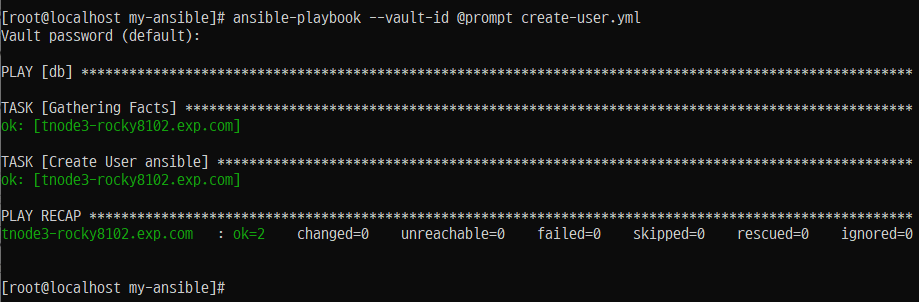 [root@localhost my-ansible]# ansible-playbook --vault-id @prompt create-user.yml
Vault password (default):
PLAY [db] ********************************************************************************************************
TASK [Gathering Facts] *******************************************************************************************
ok: [tnode3-rocky8102.exp.com]
TASK [Create User ansible] ***************************************************************************************
ok: [tnode3-rocky8102.exp.com]
PLAY RECAP *******************************************************************************************************
tnode3-rocky8102.exp.com   : ok=2    changed=0    unreachable=0    failed=0    skipped=0    rescued=0    ignored=0
[root@localhost my-ansible]#